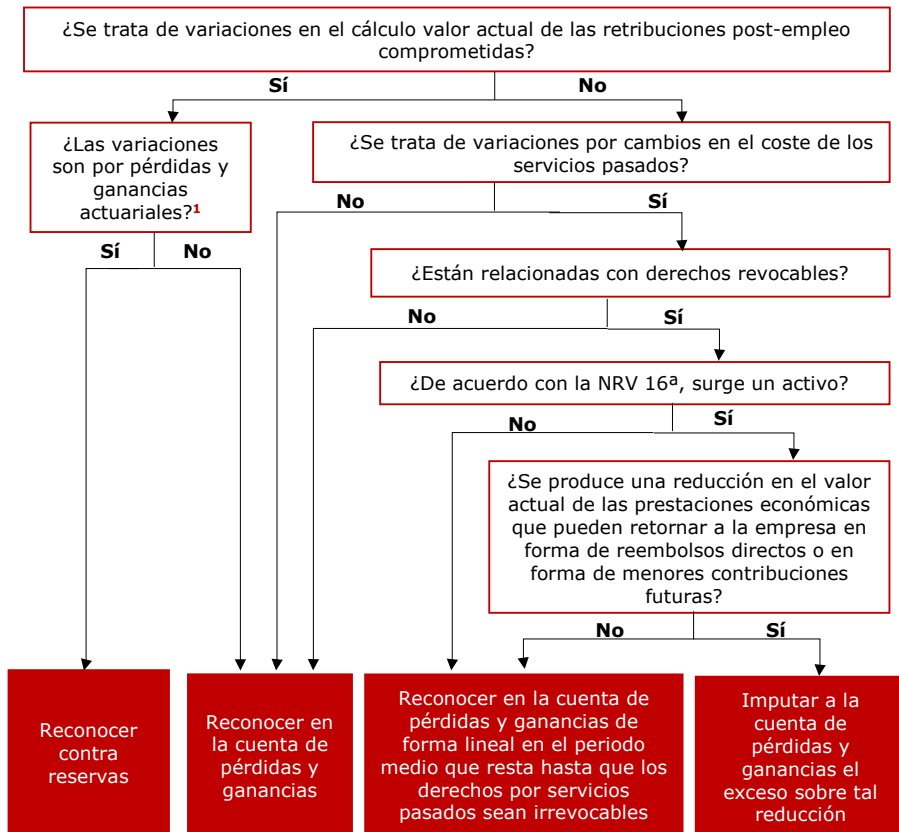 ¿Se trata de variaciones en el cálculo valor actual de las retribuciones post-empleo
comprometidas?
Sí
No
¿Las variaciones
son por pérdidas y
ganancias
actuariales?¹
¿Se trata de variaciones por cambios en el coste de los
servicios pasados?
No
Sí
Sí
No
¿Están relacionadas con derechos revocables?
No
Sí
¿De acuerdo con la NRV 16ª, surge un activo?
No
Sí
¿Se produce una reducción en el valor
actual de las prestaciones económicas
que pueden retornar a la empresa en
forma de reembolsos directos o en
forma de menores contribuciones
futuras?
No
Sí
Reconocer
contra
reservas
Reconocer en
la cuenta de
pérdidas y
ganancias
Reconocer en la cuenta de
pérdidas y ganancias de
forma lineal en el periodo
medio que resta hasta que los
derechos por servicios
pasados sean irrevocables
Imputar a la
cuenta de
pérdidas y
ganancias el
exceso sobre tal
reducción